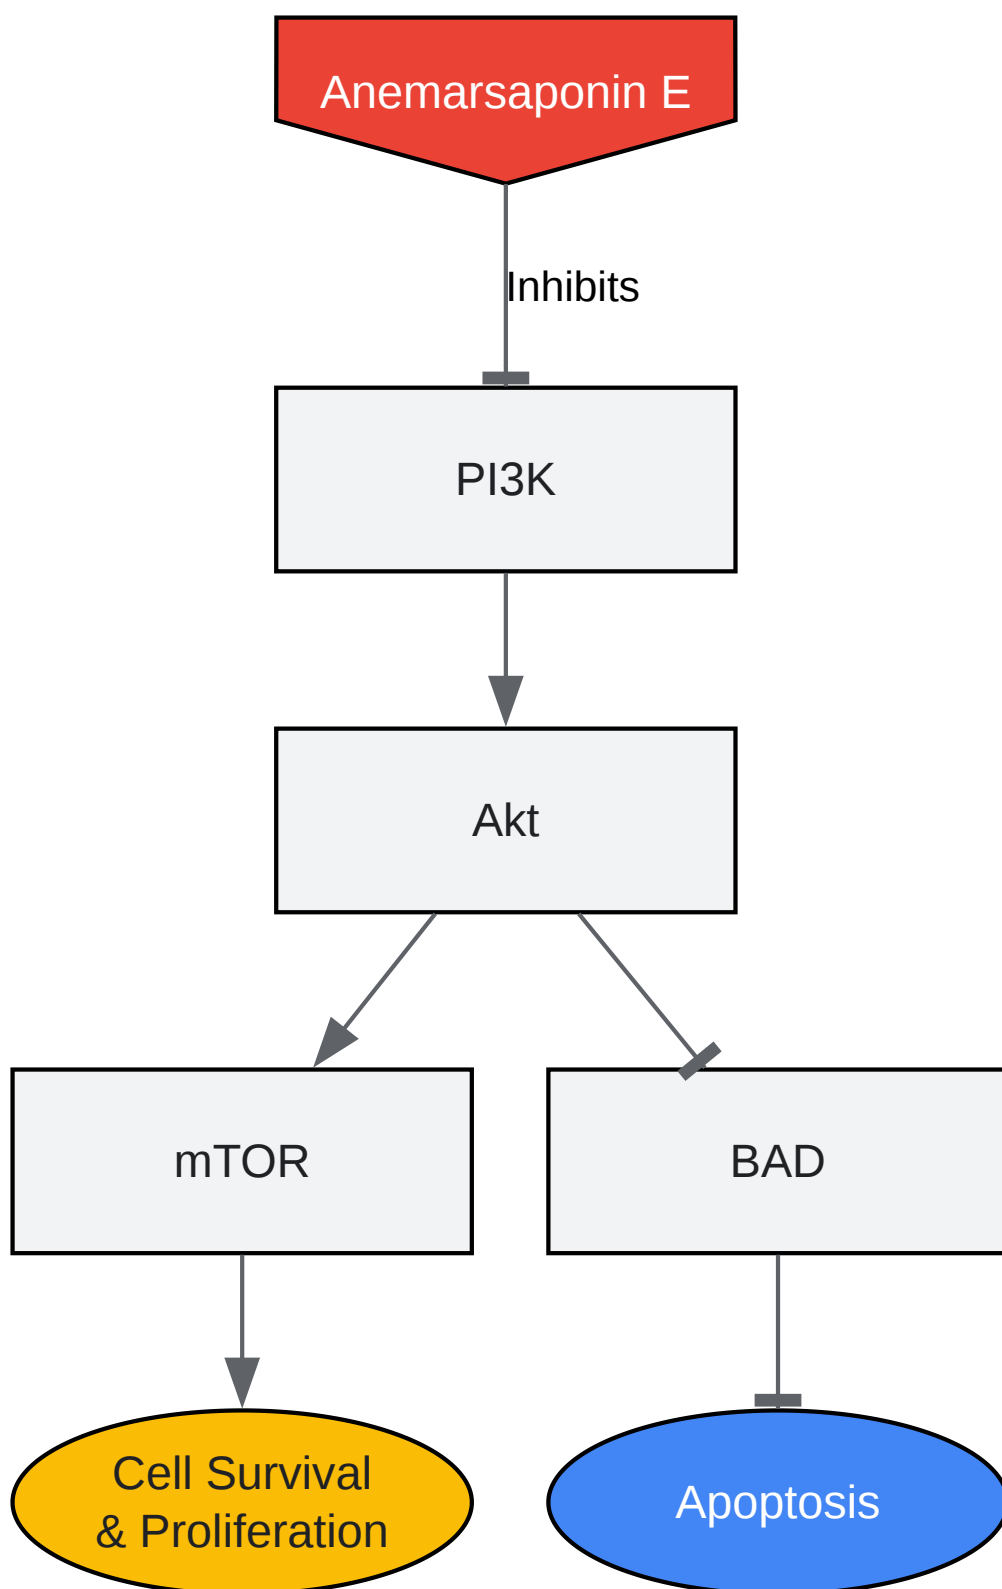 Anemarsaponin E
Inhibits
PI3K
Akt
mTOR
BAD
Cell Survival
& Proliferation
Apoptosis